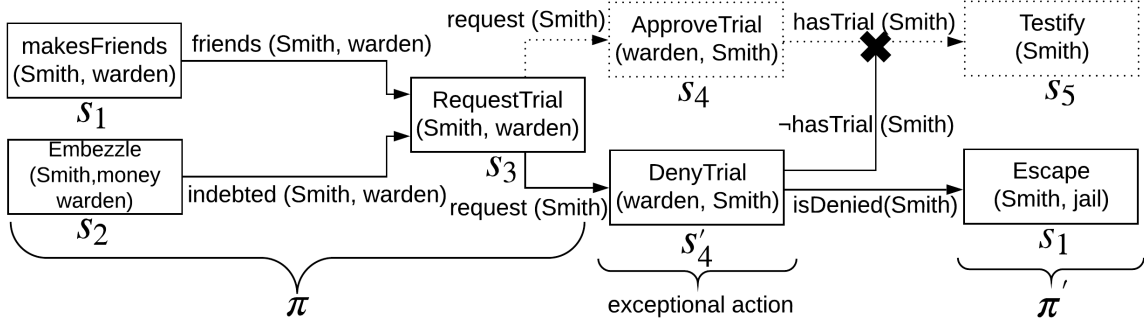 makesFriends
(Smith, warden)
s1
friends (Smith, warden)
Embezzle
(Smith,money
warden)
s2
indebted (Smith, warden)
RequestTrial
(Smith, warden)
s3
request (Smith)
ApproveTrial
(warden, Smith)
s4
hasTrial (Smith)
Testify
(Smith)
s5
¬hasTrial (Smith)
request (Smith)
DenyTrial
(warden, Smith)
s′4
isDenied(Smith)
Escape
(Smith, jail)
s1
π
exceptional action
π′